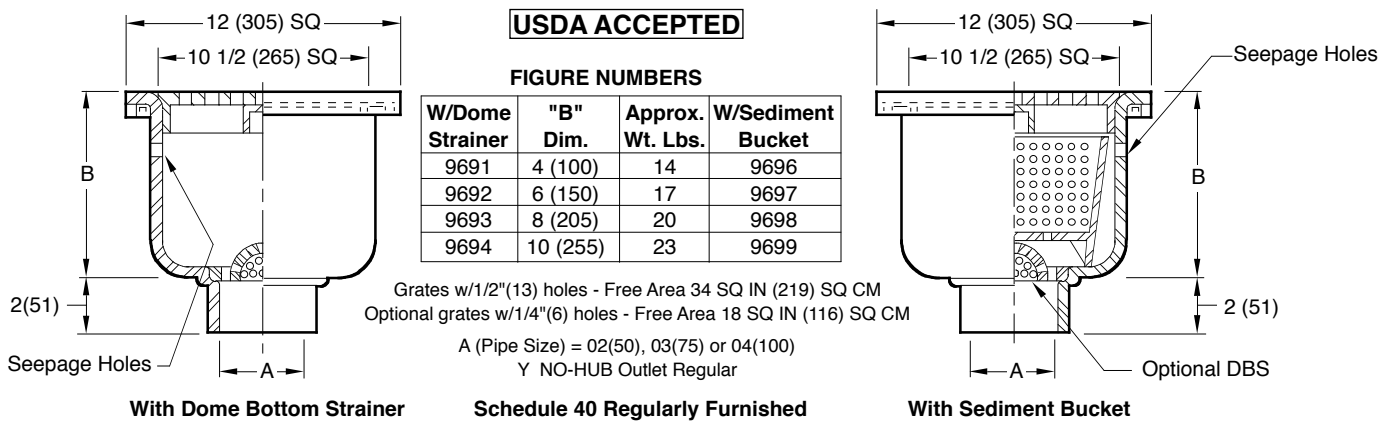 USDA ACCEPTED
12 (305) SQ
10 1/2 (265) SQ
B
2(51)
Seepage Holes
A
With Dome Bottom Strainer
FIGURE NUMBERS
W/Dome Strainer "B" Dim. Approx. Wt. Lbs. W/Sediment Bucket
9691 4 (100) 14 9696
9692 6 (150) 17 9697
9693 8 (205) 20 9698
9694 10 (255) 23 9699
Grates w/1/2"(13) holes - Free Area 34 SQ IN (219) SQ CM
Optional grates w/1/4"(6) holes - Free Area 18 SQ IN (116) SQ CM
A (Pipe Size) = 02(50), 03(75) or 04(100)
Y NO-HUB Outlet Regular
Schedule 40 Regularly Furnished
12 (305) SQ
10 1/2 (265) SQ
Seepage Holes
B
2 (51)
Optional DBS
A
With Sediment Bucket